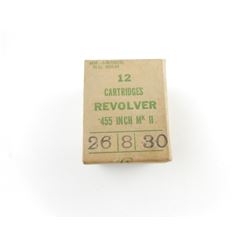 12
CARTRIDGES
REVOLVER
·455 INCH MK II
26 8 30